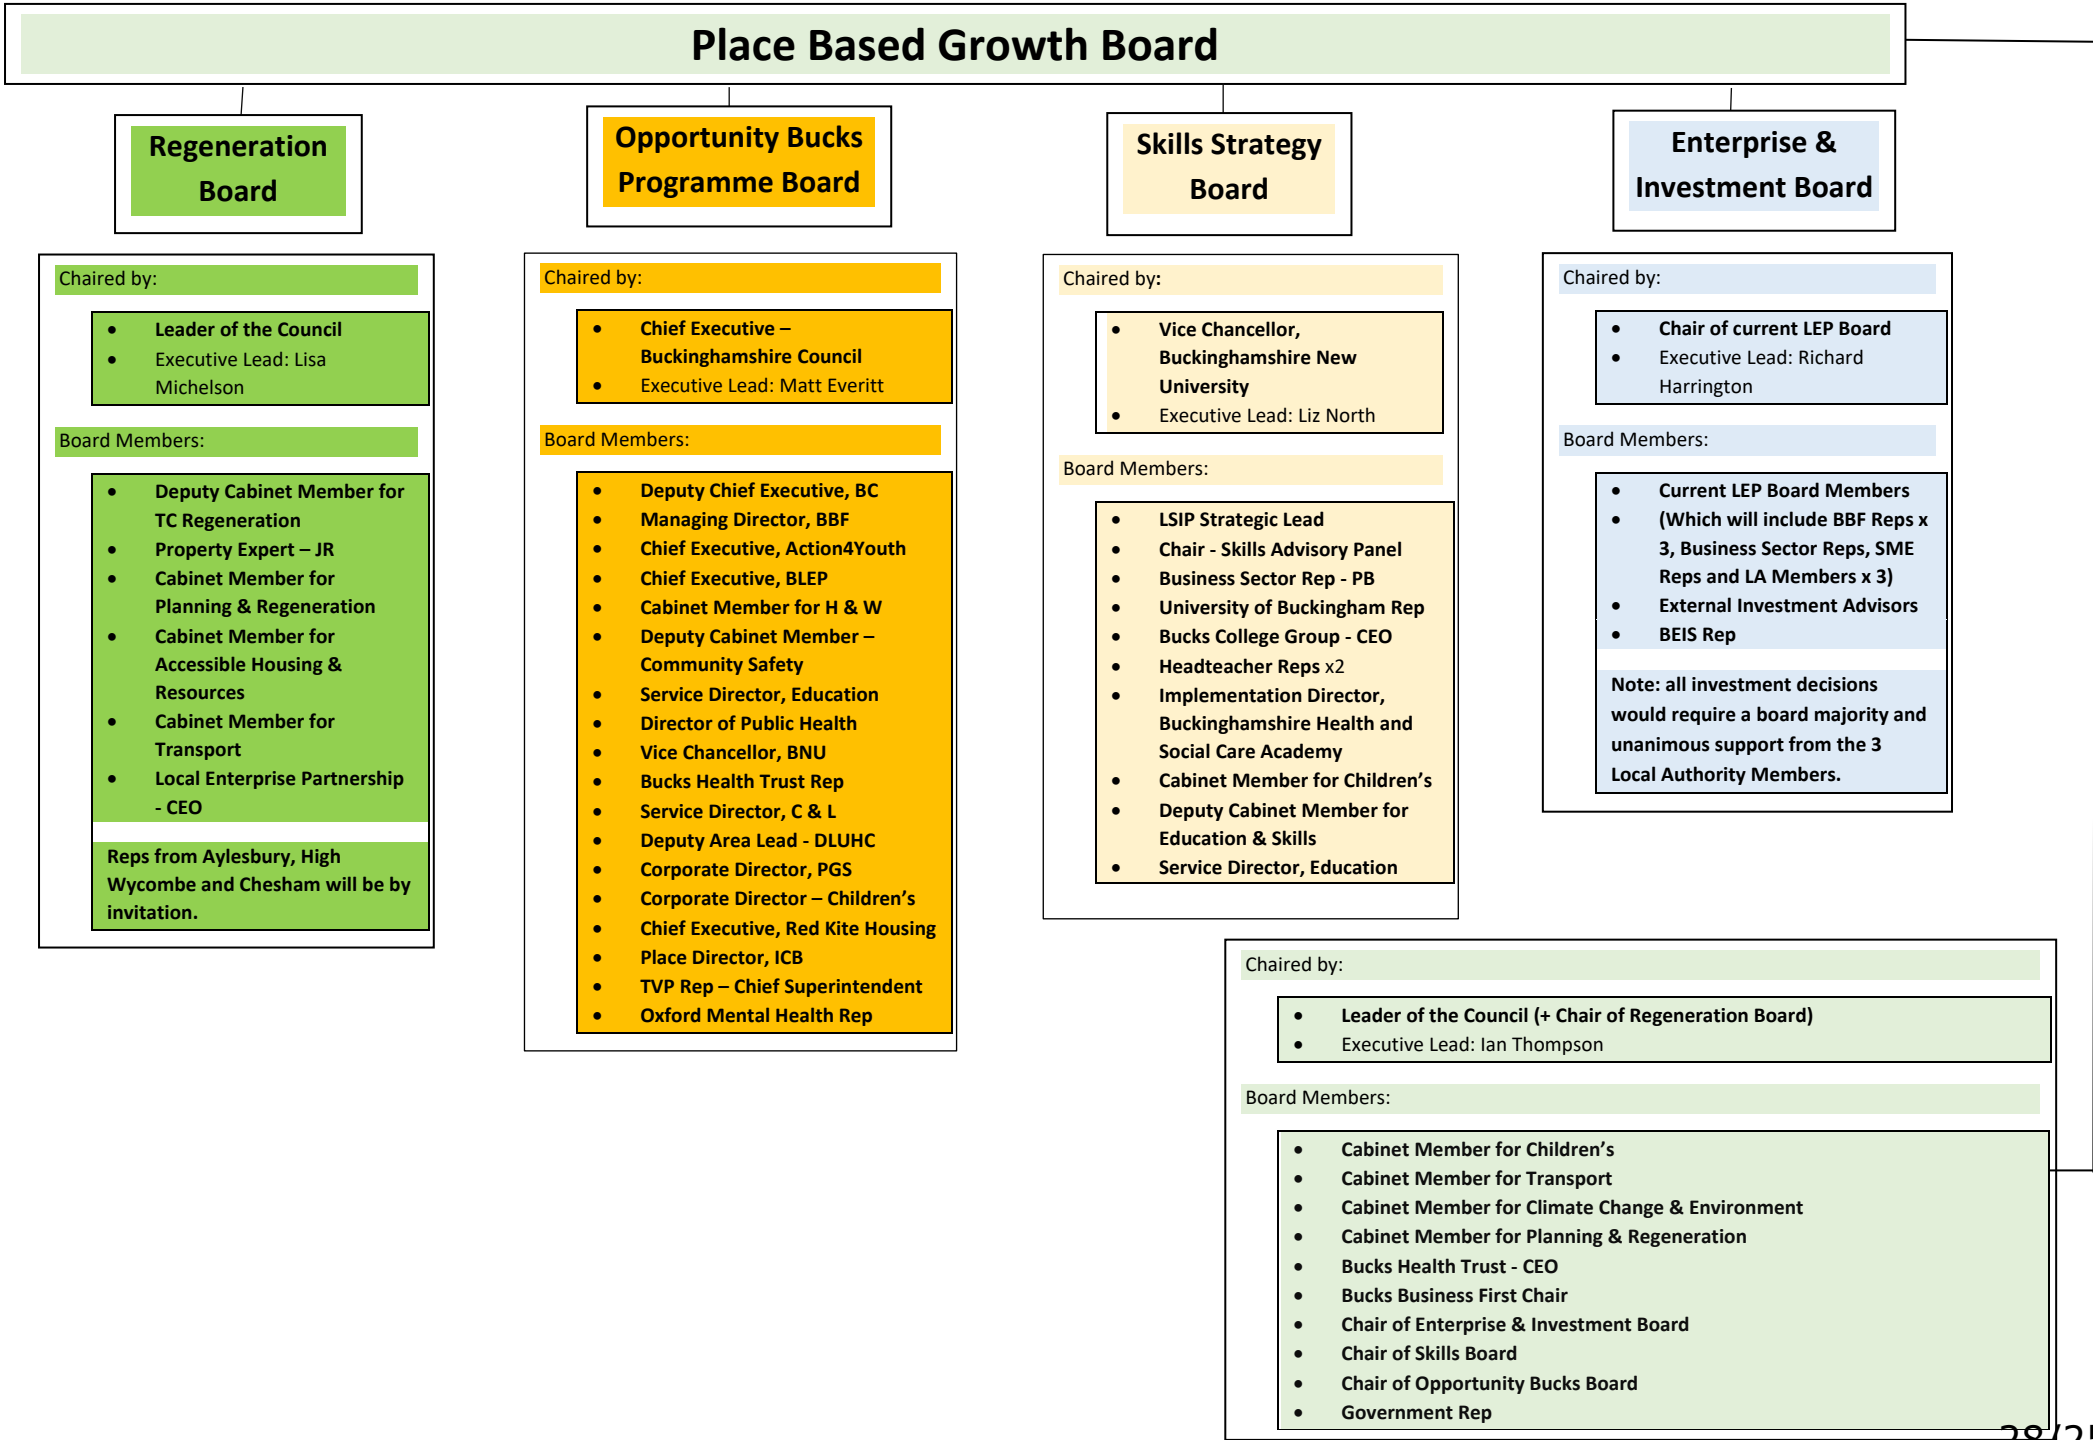 Place Based Growth Board
Regeneration
Board
Chaired by:
• Leader of the Council
• Executive Lead: Lisa
Michelson
Board Members:
• Deputy Cabinet Member for
TC Regeneration
• Property Expert – JR
• Cabinet Member for
Planning & Regeneration
• Cabinet Member for
Accessible Housing &
Resources
• Cabinet Member for
Transport
• Local Enterprise Partnership
- CEO
Reps from Aylesbury, High
Wycombe and Chesham will be by
invitation.
Opportunity Bucks
Programme Board
Chaired by:
• Chief Executive –
Buckinghamshire Council
• Executive Lead: Matt Everitt
Board Members:
• Deputy Chief Executive, BC
• Managing Director, BBF
• Chief Executive, Action4Youth
• Chief Executive, BLEP
• Cabinet Member for H & W
• Deputy Cabinet Member –
Community Safety
• Service Director, Education
• Director of Public Health
• Vice Chancellor, BNU
• Bucks Health Trust Rep
• Service Director, C & L
• Deputy Area Lead - DLUHC
• Corporate Director, PGS
• Corporate Director – Children’s
• Chief Executive, Red Kite Housing
• Place Director, ICB
• TVP Rep – Chief Superintendent
• Oxford Mental Health Rep
Skills Strategy
Board
Chaired by:
• Vice Chancellor,
Buckinghamshire New
University
• Executive Lead: Liz North
Board Members:
• LSIP Strategic Lead
• Chair - Skills Advisory Panel
• Business Sector Rep - PB
• University of Buckingham Rep
• Bucks College Group - CEO
• Headteacher Reps x2
• Implementation Director,
Buckinghamshire Health and
Social Care Academy
• Cabinet Member for Children’s
• Deputy Cabinet Member for
Education & Skills
• Service Director, Education
Enterprise &
Investment Board
Chaired by:
• Chair of current LEP Board
• Executive Lead: Richard
Harrington
Board Members:
• Current LEP Board Members
• (Which will include BBF Reps x
3, Business Sector Reps, SME
Reps and LA Members x 3)
• External Investment Advisors
• BEIS Rep
Note: all investment decisions
would require a board majority and
unanimous support from the 3
Local Authority Members.
Chaired by:
• Leader of the Council (+ Chair of Regeneration Board)
• Executive Lead: Ian Thompson
Board Members:
• Cabinet Member for Children’s
• Cabinet Member for Transport
• Cabinet Member for Climate Change & Environment
• Cabinet Member for Planning & Regeneration
• Bucks Health Trust - CEO
• Bucks Business First Chair
• Chair of Enterprise & Investment Board
• Chair of Skills Board
• Chair of Opportunity Bucks Board
• Government Rep